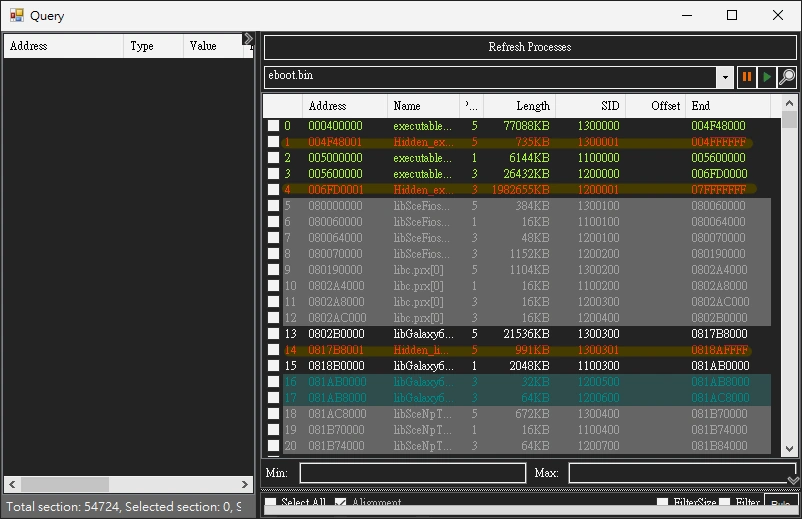 Query
Address Type Value
Refresh Processes
eboot.bin
Address Name P... Length SID Offset End
0 000400000 executable... 5 77088KB 1300000 004F48000
1 004F48001 Hidden_ex... 5 735KB 1300001 004FFFFFF
2 005000000 executable... 1 6144KB 1100000 005600000
3 005600000 executable... 3 26432KB 1200000 006FD0000
4 006FD0001 Hidden_ex... 3 1982655KB 1200001 07FFFFFFF
5 080000000 libSceFios... 5 384KB 1300100 080060000
6 080060000 libSceFios... 1 16KB 1100100 080064000
7 080064000 libSceFios... 3 48KB 1200100 080070000
8 080070000 libSceFios... 3 1152KB 1200200 080190000
9 080190000 libc.prx[0] 5 1104KB 1300200 0802A4000
10 0802A4000 libc.prx[0] 1 16KB 1100200 0802A8000
11 0802A8000 libc.prx[0] 3 16KB 1200300 0802AC000
12 0802AC000 libc.prx[0] 3 16KB 1200400 0802B0000
13 0802B0000 libGalaxy6... 5 21536KB 1300300 0817B8000
14 0817B8001 Hidden_li... 5 991KB 1300301 0818AFFFF
15 0818B0000 libGalaxy6... 1 2048KB 1100300 081AB0000
16 081AB0000 libGalaxy6... 3 32KB 1200500 081AB8000
17 081AB8000 libGalaxy6... 3 64KB 1200600 081AC8000
18 081AC8000 libSceNpT... 5 672KB 1300400 081B70000
19 081B70000 libSceNpT... 1 16KB 1100400 081B74000
20 081B74000 libSceNpT... 3 64KB 1200700 081B84000
Min: Max:
Select All Alignment FilterSize Filter Rule
Total section: 54724, Selected section: 0, S